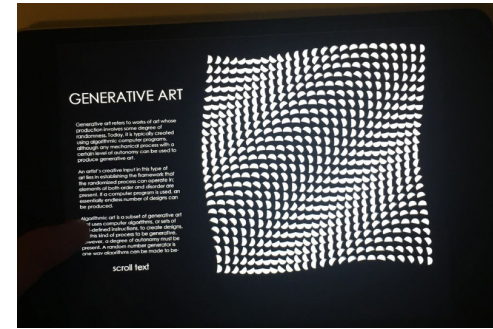 GENERATIVE ART
Generative art refers to works of art whose
production involves some degree of
randomness. Today, it is typically created
using algorithmic computer programs,
although any mechanical process with a
certain level of autonomy can be used to
produce generative art.
An artist's creative input in this type of
art lies in establishing the framework that
the randomized process can operate in;
elements of both order and disorder are
present. If a computer program is used, an
essentially endless number of designs can
be produced.
Algorithmic art is a subset of generative art
uses computer algorithms, or sets of
-defined instructions, to create designs.
this kind of process to be generative,
however, a degree of autonomy must be
present. A random number generator is
one way algorithms can be made to be
scroll text